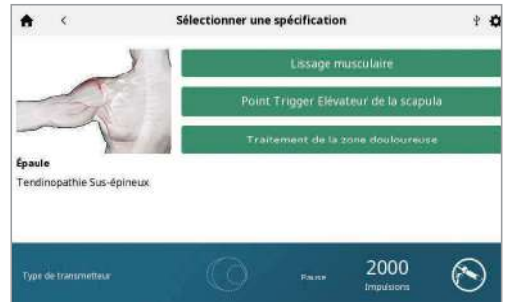 Sélectionner une spécification
Lissage musculaire
Point Trigger Elévateur de la scapula
Traitement de la zone douloureuse
Épaule
Tendinopathie Sus-épineux
Type de transmetteur
Pause
2000
Impulsions